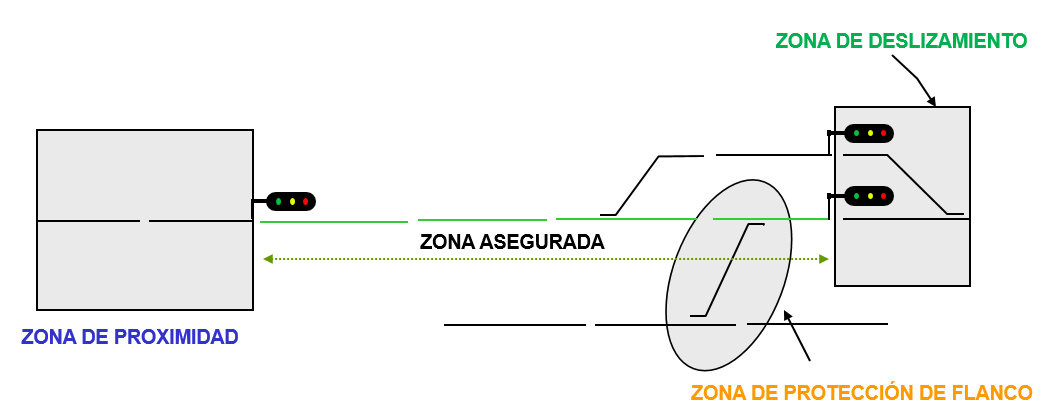 ZONA DE DESLIZAMIENTO
ZONA ASEGURADA
ZONA DE PROXIMIDAD
ZONA DE PROTECCIÓN DE FLANCO